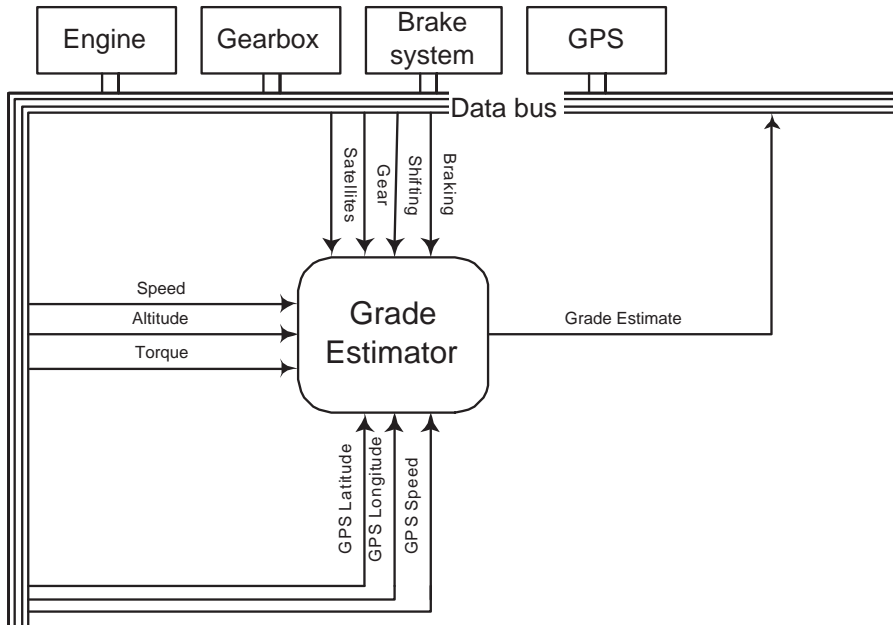 Engine
Gearbox
Brake
system
GPS
Data bus
Satellites
Gear
Shifting
Braking
Speed
Altitude
Torque
Grade
Estimator
Grade Estimate
GPS Latitude
GPS Longitude
GPS Speed